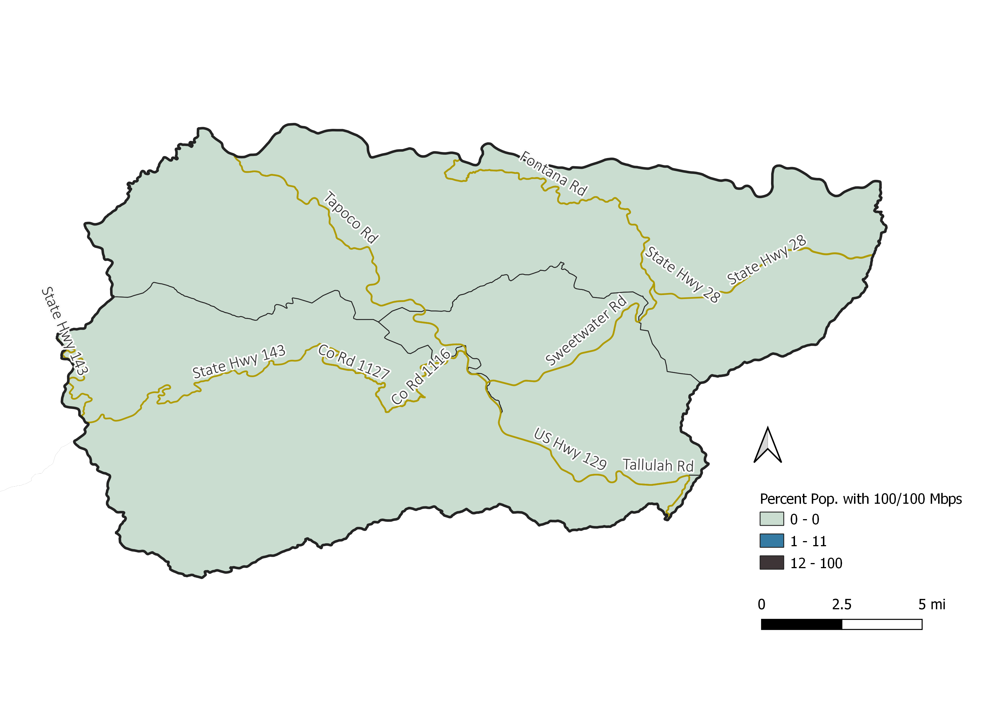 Fontana Rd
Tapoco Rd
State Hwy 28
State Hwy 28
State Hwy 143
Sweetwater Rd
State Hwy 143
Co Rd 1127
Co Rd 1116
US Hwy 129
Tallulah Rd
Percent Pop. with 100/100 Mbps
0 - 0
1 - 11
12 - 100
0 2.5 5 mi